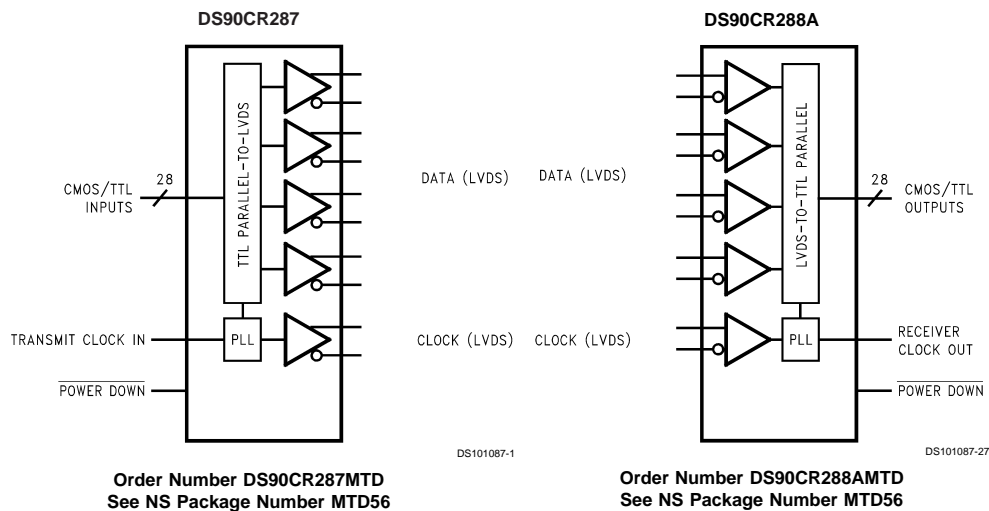 DS90CR287
TTL PARALLEL-TO-LVDS
28
CMOS/TTL
INPUTS
DATA (LVDS)
TRANSMIT CLOCK IN
PLL
CLOCK (LVDS)
POWER DOWN
DS101087-1
Order Number DS90CR287MTD
See NS Package Number MTD56
DS90CR288A
LVDS-TO-TTL PARALLEL
DATA (LVDS)
28
CMOS/TTL
OUTPUTS
CLOCK (LVDS)
PLL
RECEIVER
CLOCK OUT
POWER DOWN
DS101087-27
Order Number DS90CR288AMTD
See NS Package Number MTD56